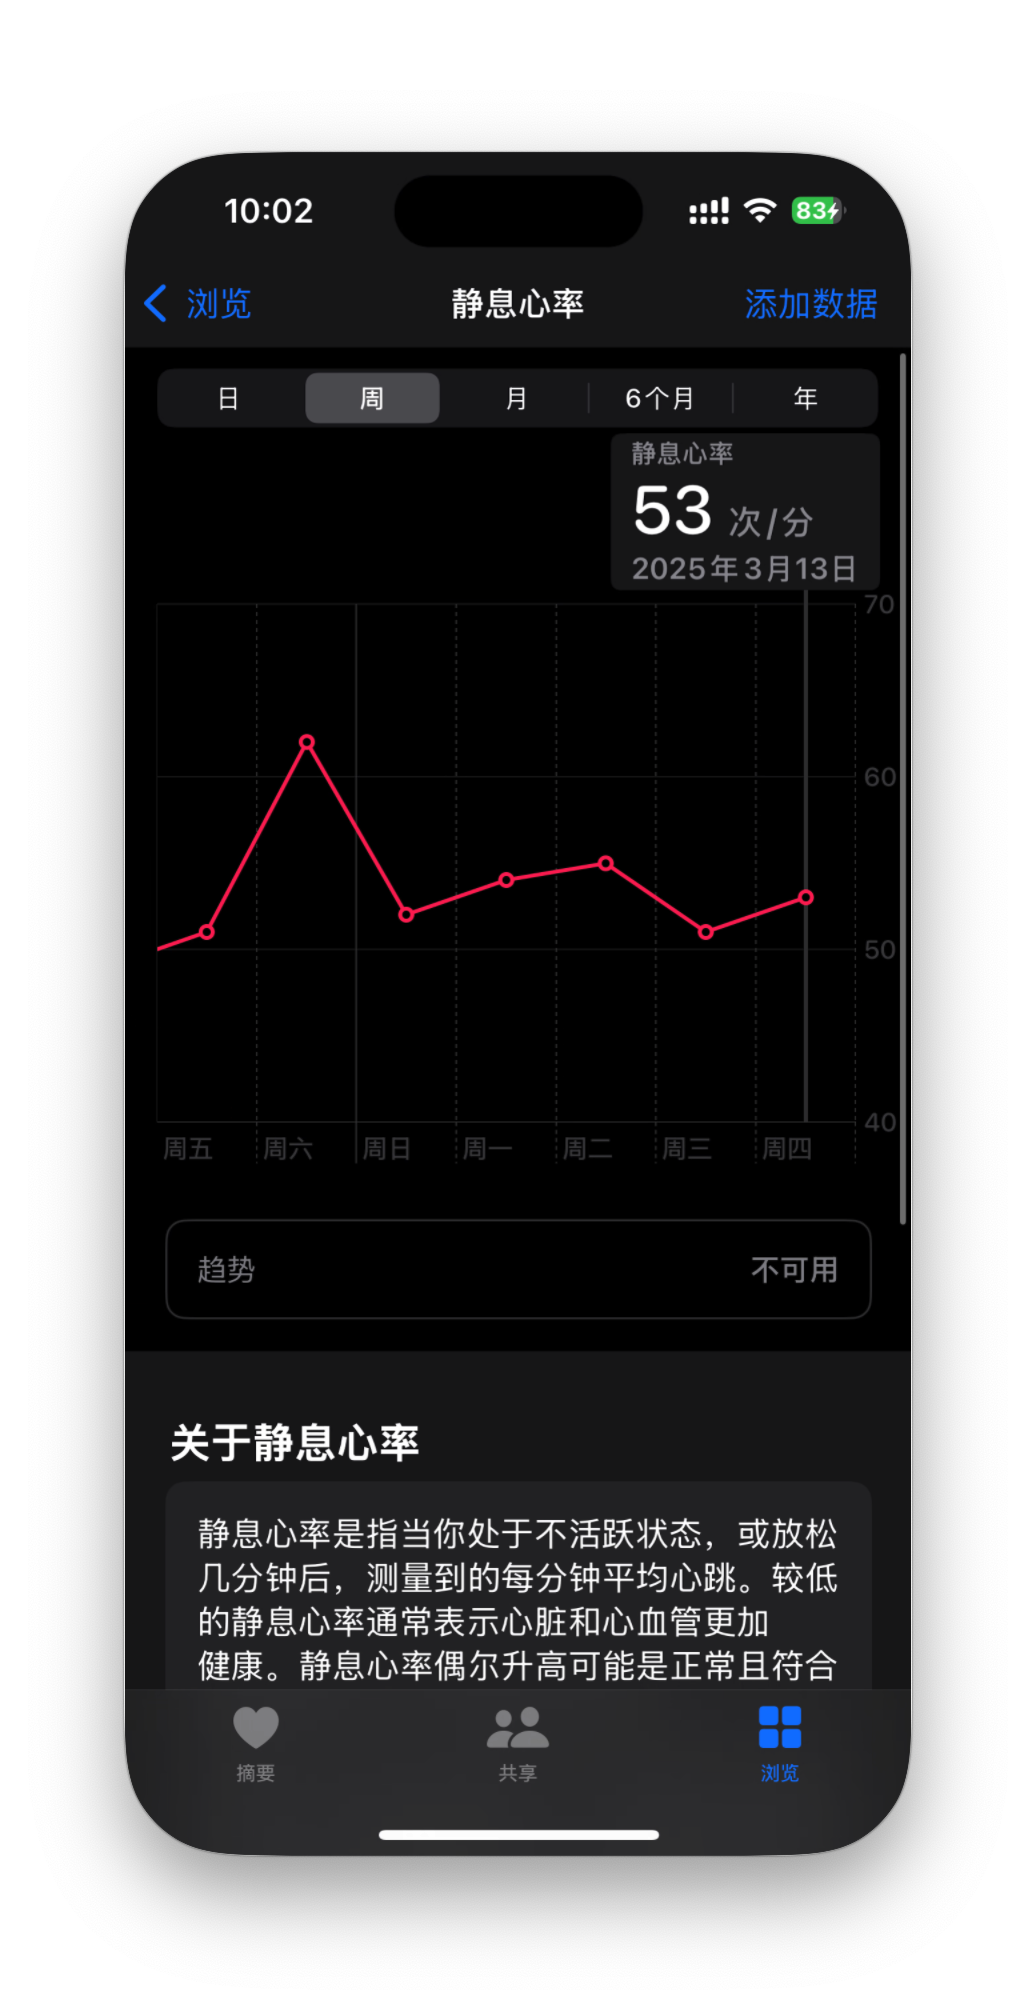 10:02
83
浏览
静息心率
添加数据
日 周 月 6个月 年
静息心率
53 次/分
2025年3月13日
70
60
50
40
周五 周六 周日 周一 周二 周三 周四
趋势 不可用
关于静息心率
静息心率是指当你处于不活跃状态，或放松
几分钟后，测量到的每分钟平均心跳。较低
的静息心率通常表示心脏和心血管更加
健康。静息心率偶尔升高可能是正常且符合
摘要 共享 浏览